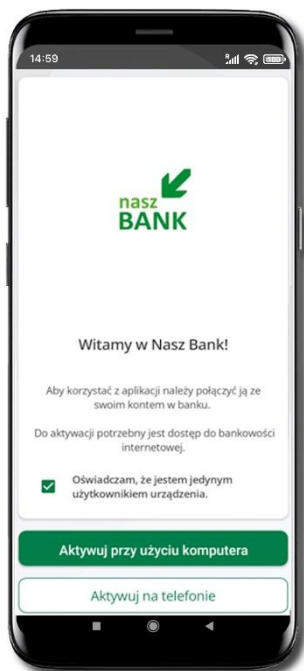 14:59
nasz
BANK
Witamy w Nasz Bank!
Aby korzystać z aplikacji należy połączyć ją ze
swoim kontem w banku.
Do aktywacji potrzebny jest dostęp do bankowości
internetowej.
Oświadczam, że jestem jedynym
użytkownikiem urządzenia.
Aktywuj przy użyciu komputera
Aktywuj na telefonie